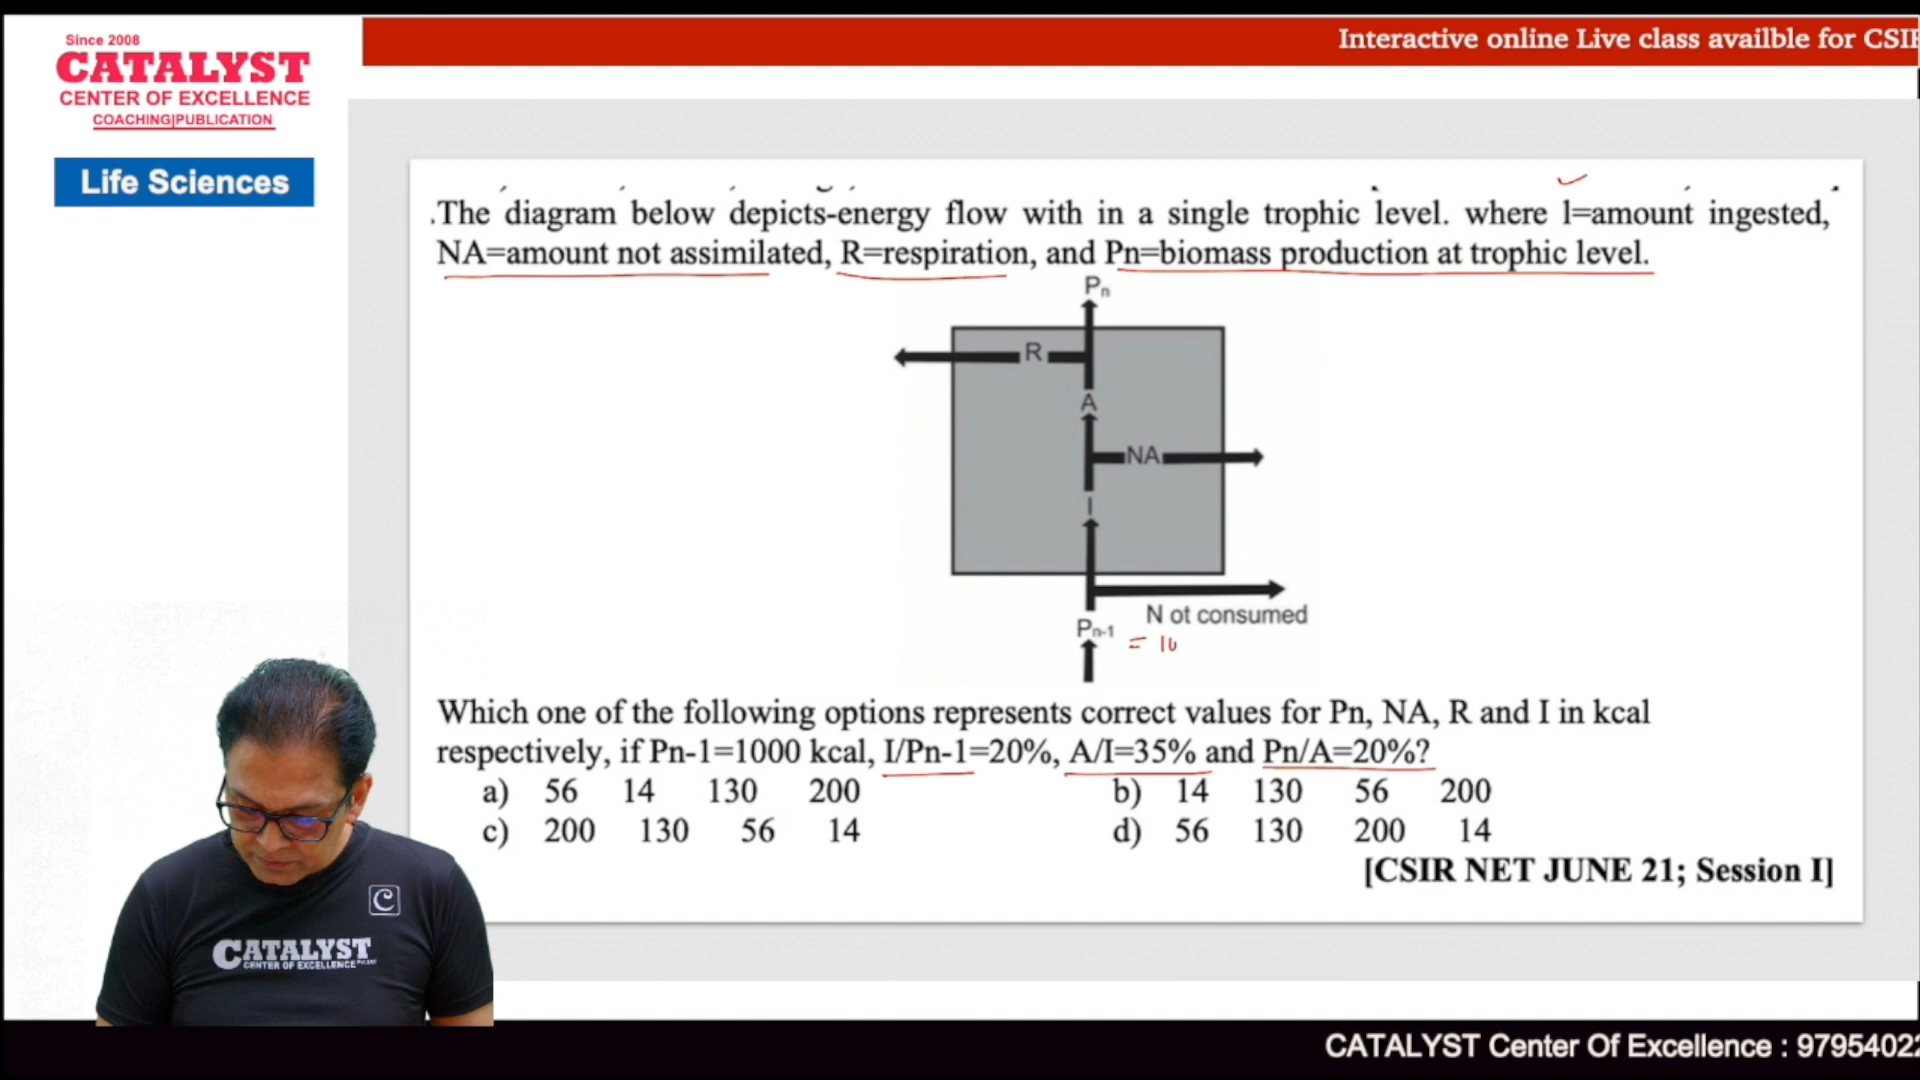 Since 2008
CATALYST
CENTER OF EXCELLENCE
COACHING|PUBLICATION
Life Sciences
Interactive online Live class availble for CSIR
.The diagram below depicts-energy flow with in a single trophic level. where l=amount ingested,
NA=amount not assimilated, R=respiration, and Pn=biomass production at trophic level.
Pn
R
A
NA
I
N ot consumed
Pn-1
= 10
Which one of the following options represents correct values for Pn, NA, R and I in kcal
respectively, if Pn-1=1000 kcal, I/Pn-1=20%, A/I=35% and Pn/A=20%?
a) 56 14 130 200 b) 14 130 56 200
c) 200 130 56 14 d) 56 130 200 14
[CSIR NET JUNE 21; Session I]
C
CATALYST
CENTER OF EXCELLENCE
CATALYST Center Of Excellence : 9795402